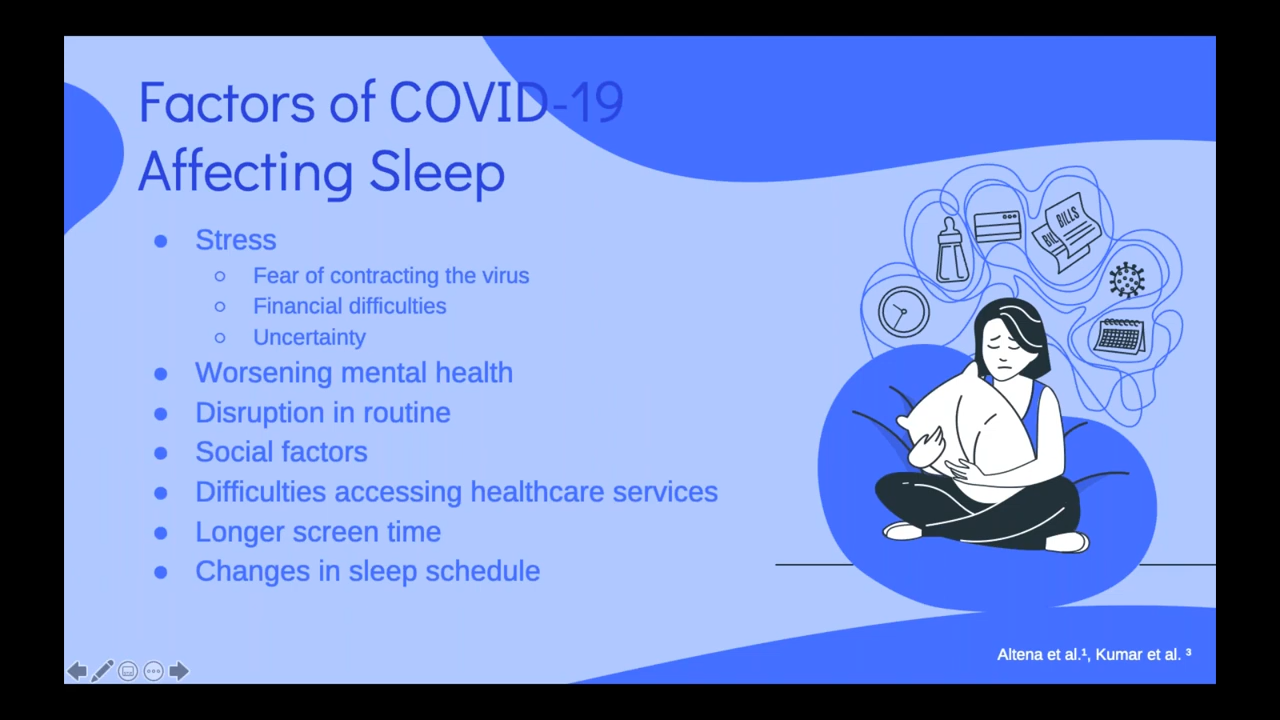 Factors of COVID-19
Affecting Sleep
● Stress
○ Fear of contracting the virus
○ Financial difficulties
○ Uncertainty
● Worsening mental health
● Disruption in routine
● Social factors
● Difficulties accessing healthcare services
● Longer screen time
● Changes in sleep schedule
BILLS
BIL
Altena et al.¹, Kumar et al. ³